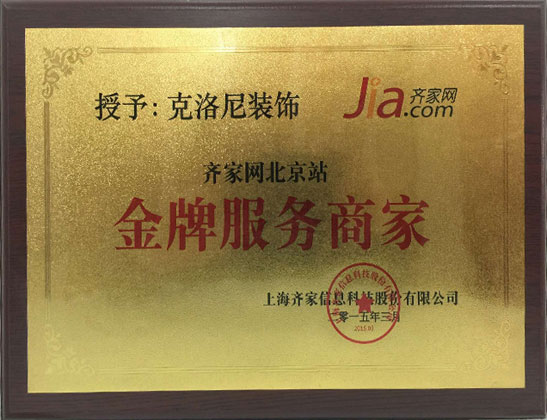 授予：克洛尼装饰
Jia.com 齐家网
齐家网北京站
金牌服务商家
上海齐家信息科技股份有限公司
零一五年三月